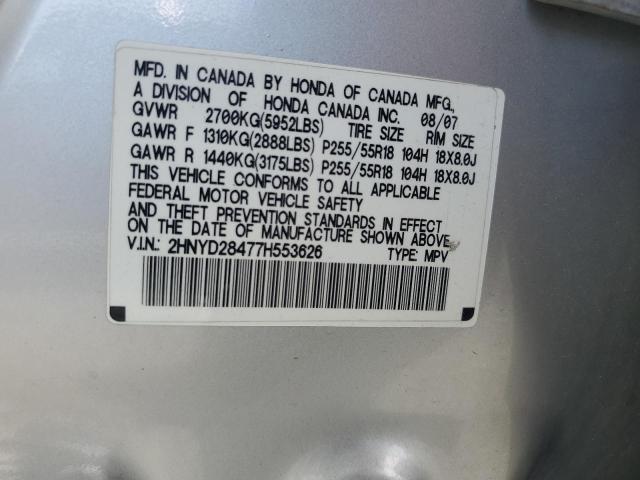 MFD. IN CANADA BY HONDA OF CANADA MFG.,
A DIVISION OF HONDA CANADA INC. 08/07
GVWR 2700KG(5952LBS) TIRE SIZE RIM SIZE
GAWR F 1310KG(2888LBS) P255/55R18 104H 18X8.0J
GAWR R 1440KG(3175LBS) P255/55R18 104H 18X8.0J
THIS VEHICLE CONFORMS TO ALL APPLICABLE
FEDERAL MOTOR VEHICLE SAFETY
AND THEFT PREVENTION STANDARDS IN EFFECT
ON THE DATE OF MANUFACTURE SHOWN ABOVE.
V.I.N.: 2HNYD28477H553626 TYPE: MPV